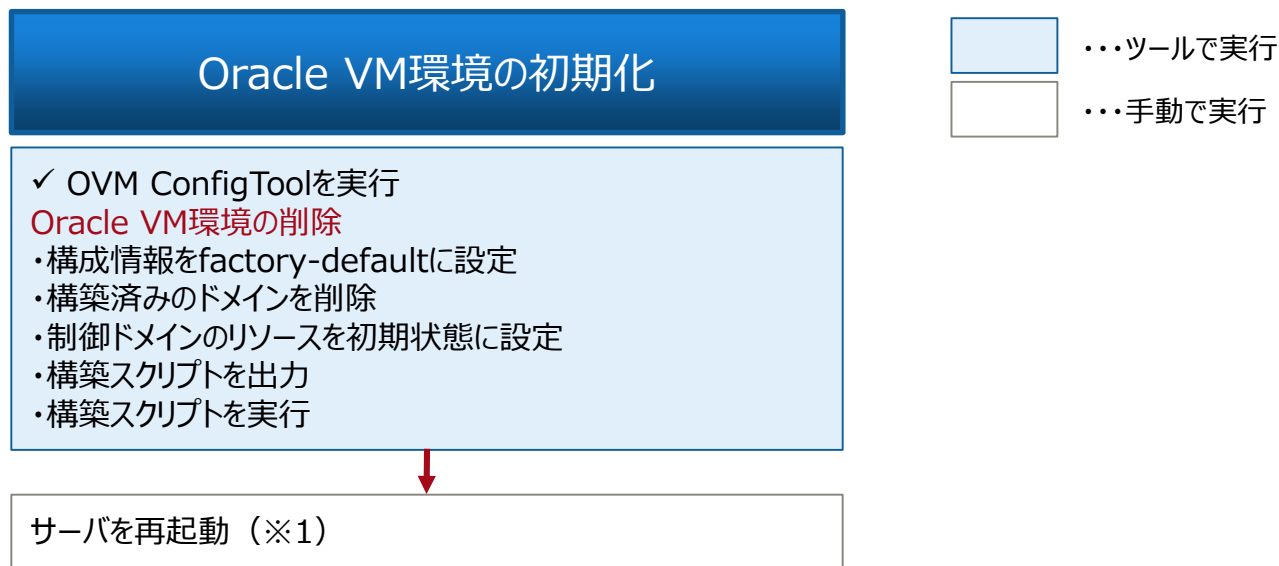 Oracle VM環境の初期化
✓ OVM ConfigToolを実行
Oracle VM環境の削除
・構成情報をfactory-defaultに設定
・構築済みのドメインを削除
・制御ドメインのリソースを初期状態に設定
・構築スクリプトを出力
・構築スクリプトを実行
サーバを再起動（※1）
・・・ツールで実行
・・・手動で実行